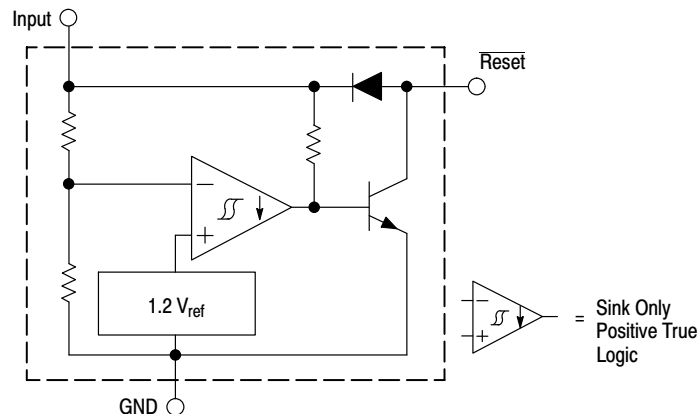 Input
Reset
−
+
1.2 Vref
− 
+
= Sink Only
Positive True
Logic
GND